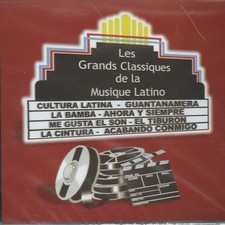 Les
Grands Classiques
de la
Musique Latino
CULTURA LATINA - GUANTANAMERA
LA BAMBA - AHORA Y SIEMPRE
ME GUSTA EL SON - EL TIBURON
LA CINTURA - ACABANDO CONMIGO